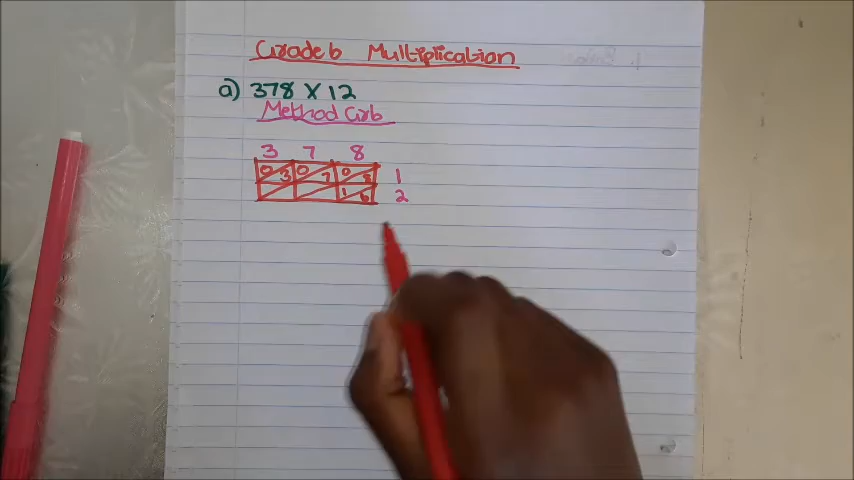 Grade 6 Multiplication
a) 378 X 12
Method Grb
3 7 8
0 3 0 7 0 8 1
1 6 2